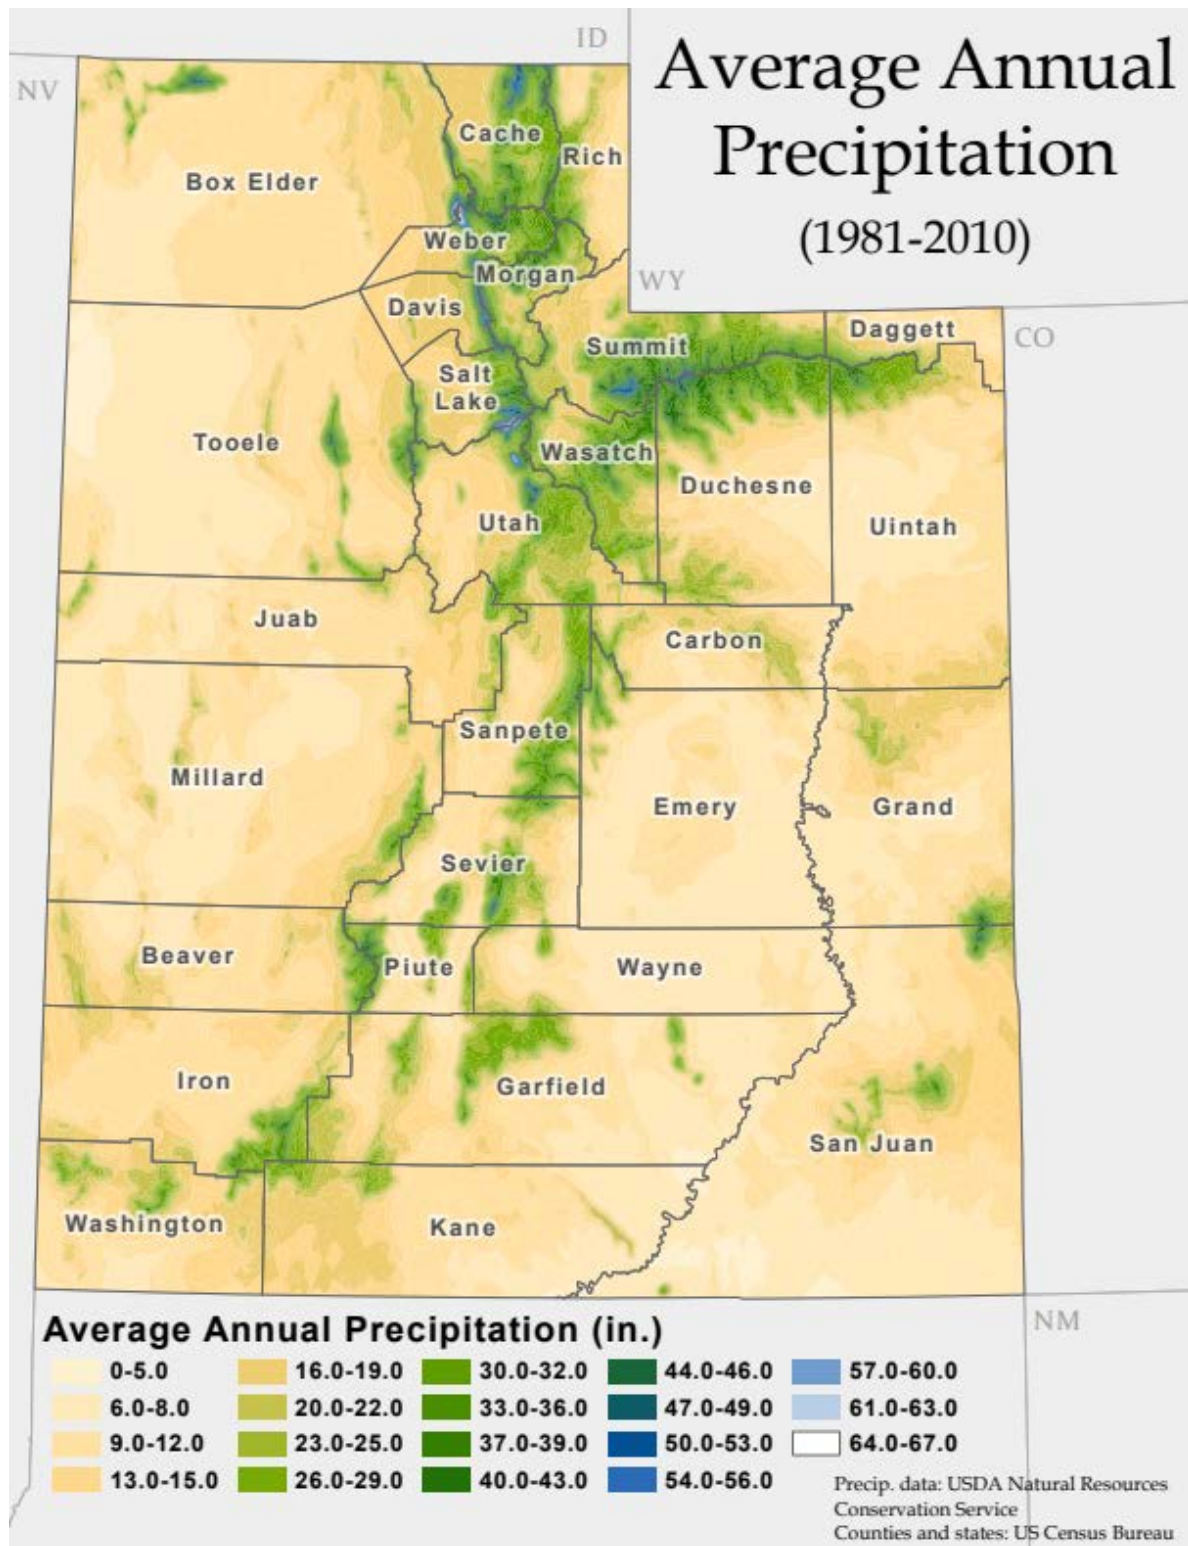 Average Annual
Precipitation
(1981-2010)
ID
NV
WY
CO
NM
Cache
Rich
Box Elder
Weber
Morgan
Davis
Daggett
Summit
Salt
Lake
Tooele
Wasatch
Duchesne
Utah
Uintah
Juab
Carbon
Sanpete
Millard
Emery
Grand
Sevier
Beaver
Piute
Wayne
Iron
Garfield
San Juan
Washington
Kane
Average Annual Precipitation (in.)
0-5.0
6.0-8.0
9.0-12.0
13.0-15.0
16.0-19.0
20.0-22.0
23.0-25.0
26.0-29.0
30.0-32.0
33.0-36.0
37.0-39.0
40.0-43.0
44.0-46.0
47.0-49.0
50.0-53.0
54.0-56.0
57.0-60.0
61.0-63.0
64.0-67.0
Precip. data: USDA Natural Resources
Conservation Service
Counties and states: US Census Bureau